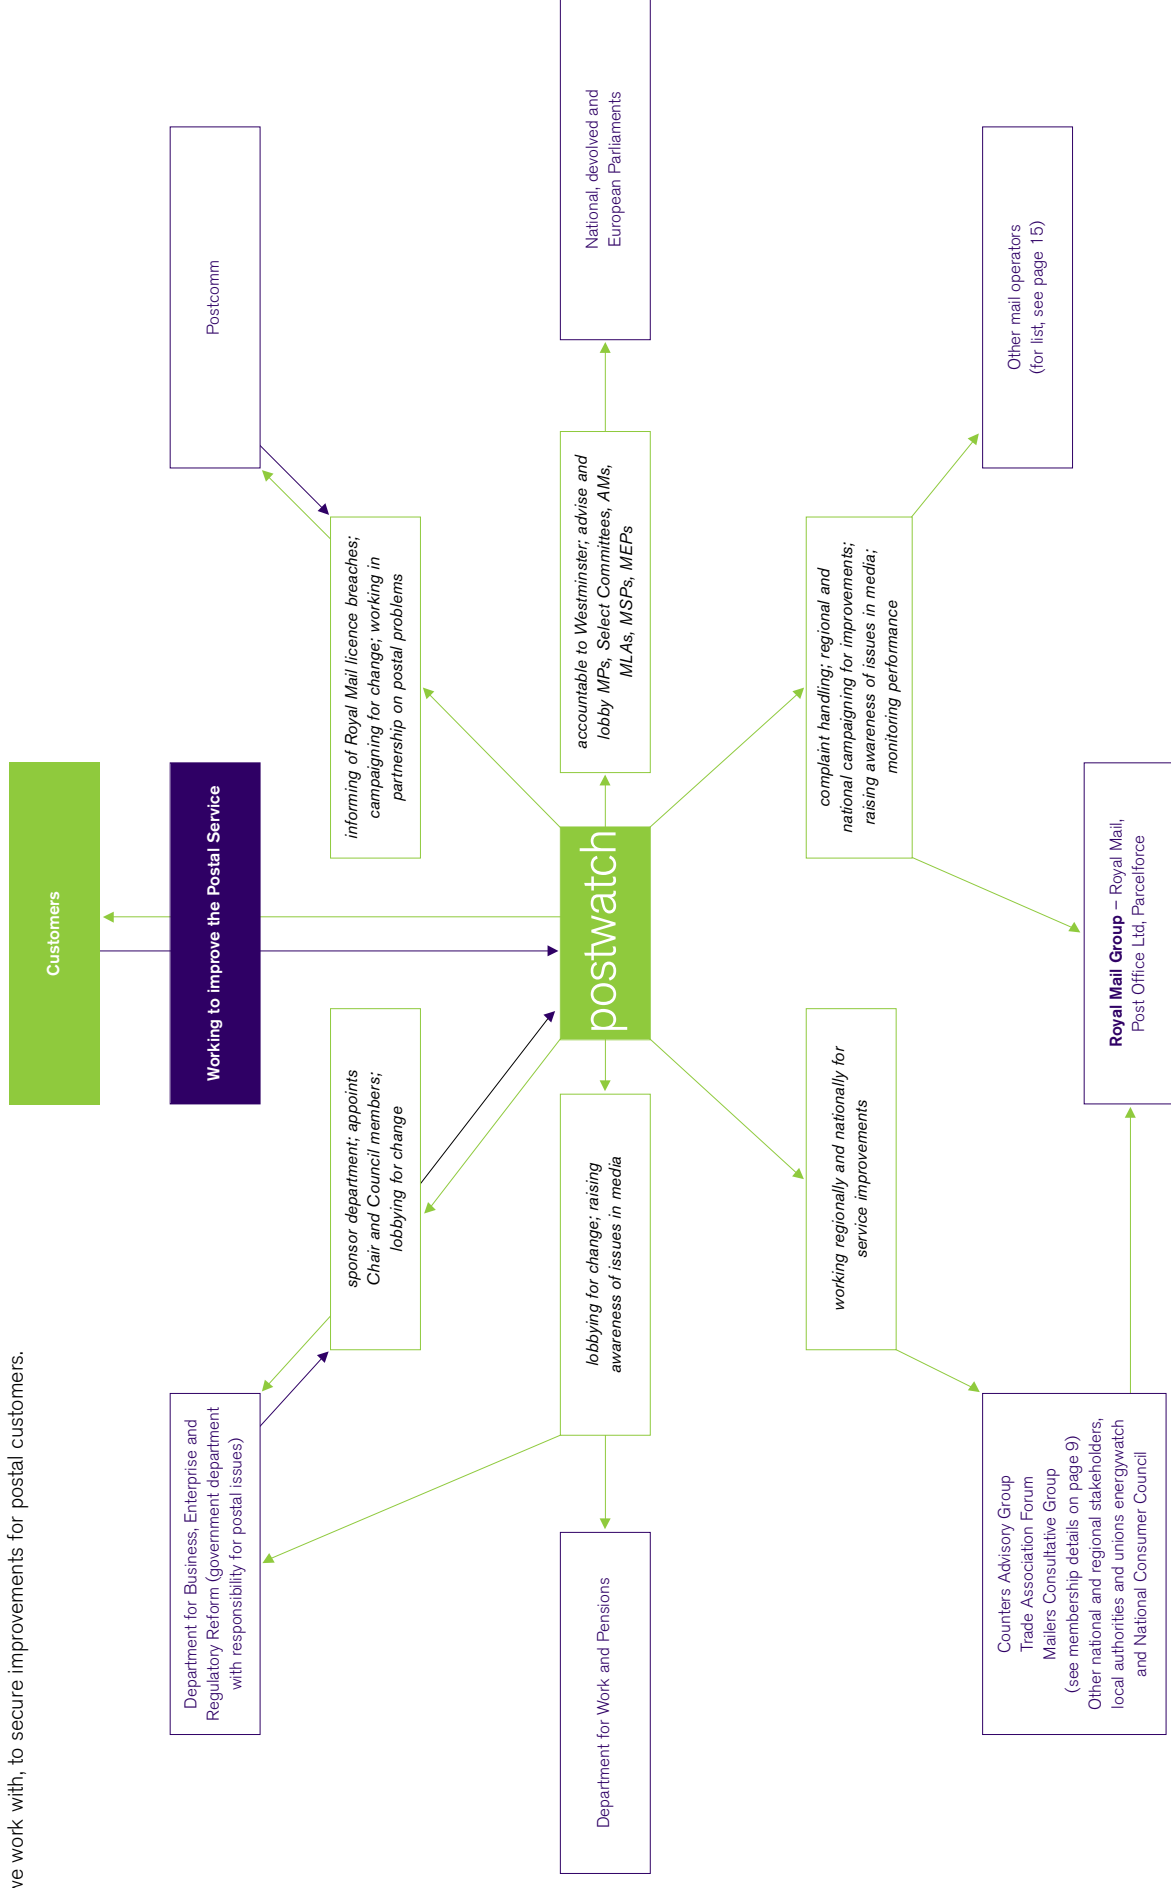 ve work with, to secure improvements for postal customers.
Customers
Working to improve the Postal Service
Department for Business, Enterprise and
Regulatory Reform (government department
with responsibility for postal issues)
Postcomm
sponsor department; appoints
Chair and Council members;
lobbying for change
informing of Royal Mail licence breaches;
campaigning for change; working in
partnership on postal problems
Department for Work and Pensions
lobbying for change; raising
awareness of issues in media
postwatch
accountable to Westminster; advise and
lobby MPs, Select Committees, AMs,
MLAs, MSPs, MEPs
National, devolved and
European Parliaments
working regionally and nationally for
service improvements
complaint handling; regional and
national campaigning for improvements;
raising awareness of issues in media;
monitoring performance
Counters Advisory Group
Trade Association Forum
Mailers Consultative Group
(see membership details on page 9)
Other national and regional stakeholders,
local authorities and unions energywatch
and National Consumer Council
Other mail operators
(for list, see page 15)
Royal Mail Group – Royal Mail,
Post Office Ltd, Parcelforce